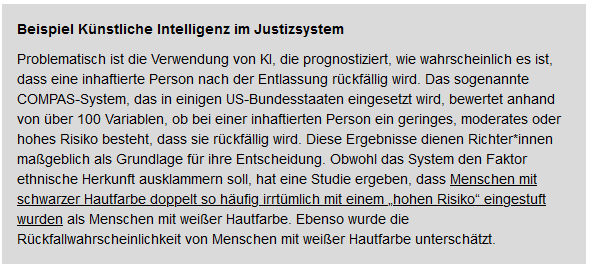 Beispiel Künstliche Intelligenz im Justizsystem
Problematisch ist die Verwendung von KI, die prognostiziert, wie wahrscheinlich es ist,
dass eine inhaftierte Person nach der Entlassung rückfällig wird. Das sogenannte
COMPAS-System, das in einigen US-Bundesstaaten eingesetzt wird, bewertet anhand
von über 100 Variablen, ob bei einer inhaftierten Person ein geringes, moderates oder
hohes Risiko besteht, dass sie rückfällig wird. Diese Ergebnisse dienen Richter*innen
maßgeblich als Grundlage für ihre Entscheidung. Obwohl das System den Faktor
ethnische Herkunft ausklammern soll, hat eine Studie ergeben, dass Menschen mit
schwarzer Hautfarbe doppelt so häufig irrtümlich mit einem „hohen Risiko“ eingestuft
wurden als Menschen mit weißer Hautfarbe. Ebenso wurde die
Rückfallwahrscheinlichkeit von Menschen mit weißer Hautfarbe unterschätzt.